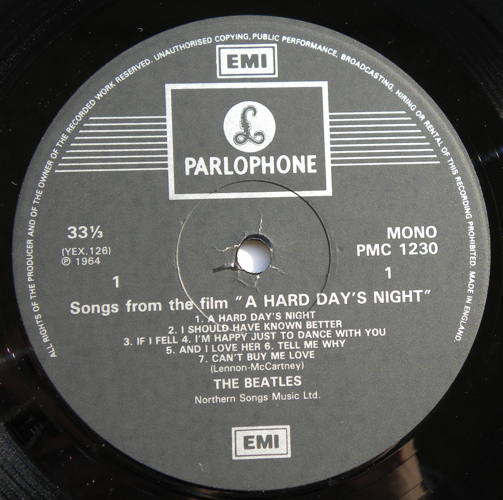 ALL RIGHTS OF THE PRODUCER AND OF THE OWNER OF THE RECORDED WORK RESERVED. UNAUTHORISED COPYING, PUBLIC PERFORMANCE, BROADCASTING, HIRING OR RENTAL OF THIS RECORDING PROHIBITED. MADE IN ENGLAND.
EMI
£
PARLOPHONE
33⅓
(YEX.126)
℗ 1964
1
MONO
PMC 1230
1
Songs from the film "A HARD DAY'S NIGHT"
1. A HARD DAY'S NIGHT
2. I SHOULD HAVE KNOWN BETTER
3. IF I FELL 4. I'M HAPPY JUST TO DANCE WITH YOU
5. AND I LOVE HER 6. TELL ME WHY
7. CAN'T BUY ME LOVE
(Lennon-McCartney)
THE BEATLES
Northern Songs Music Ltd.
EMI